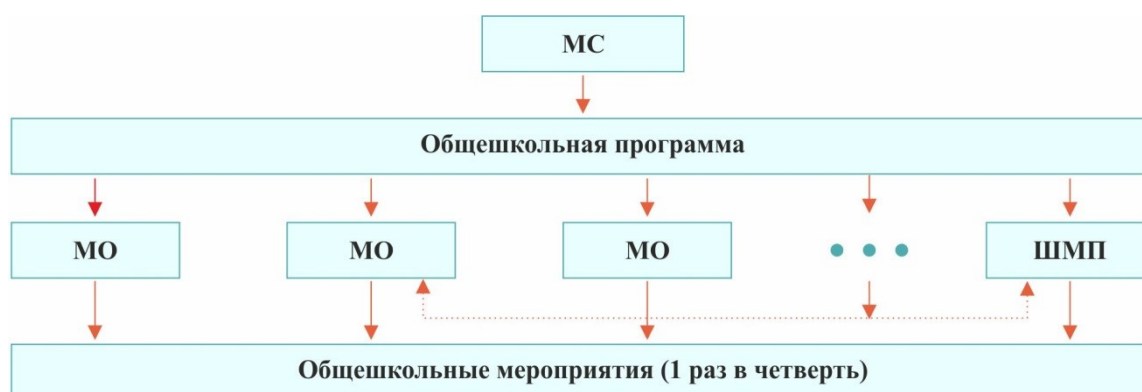 МС
Общешкольная программа
МО
МО
МО
ШМП
Общешкольные мероприятия (1 раз в четверть)